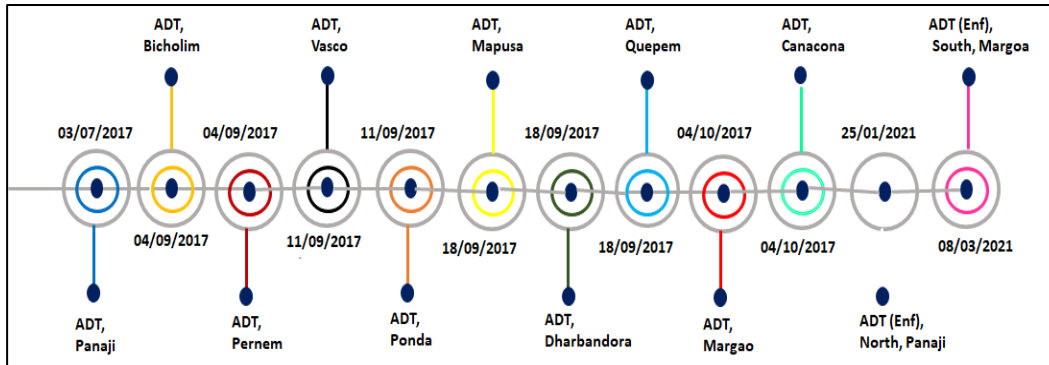 ADT,
Bicholim
ADT,
Vasco
ADT,
Mapusa
ADT,
Quepem
ADT,
Canacona
ADT (Enf),
South, Margoa
03/07/2017
04/09/2017
11/09/2017
18/09/2017
04/10/2017
25/01/2021
04/09/2017
11/09/2017
18/09/2017
18/09/2017
04/10/2017
08/03/2021
ADT,
Panaji
ADT,
Pernem
ADT,
Ponda
ADT,
Dharbandora
ADT,
Margao
ADT (Enf),
North, Panaji